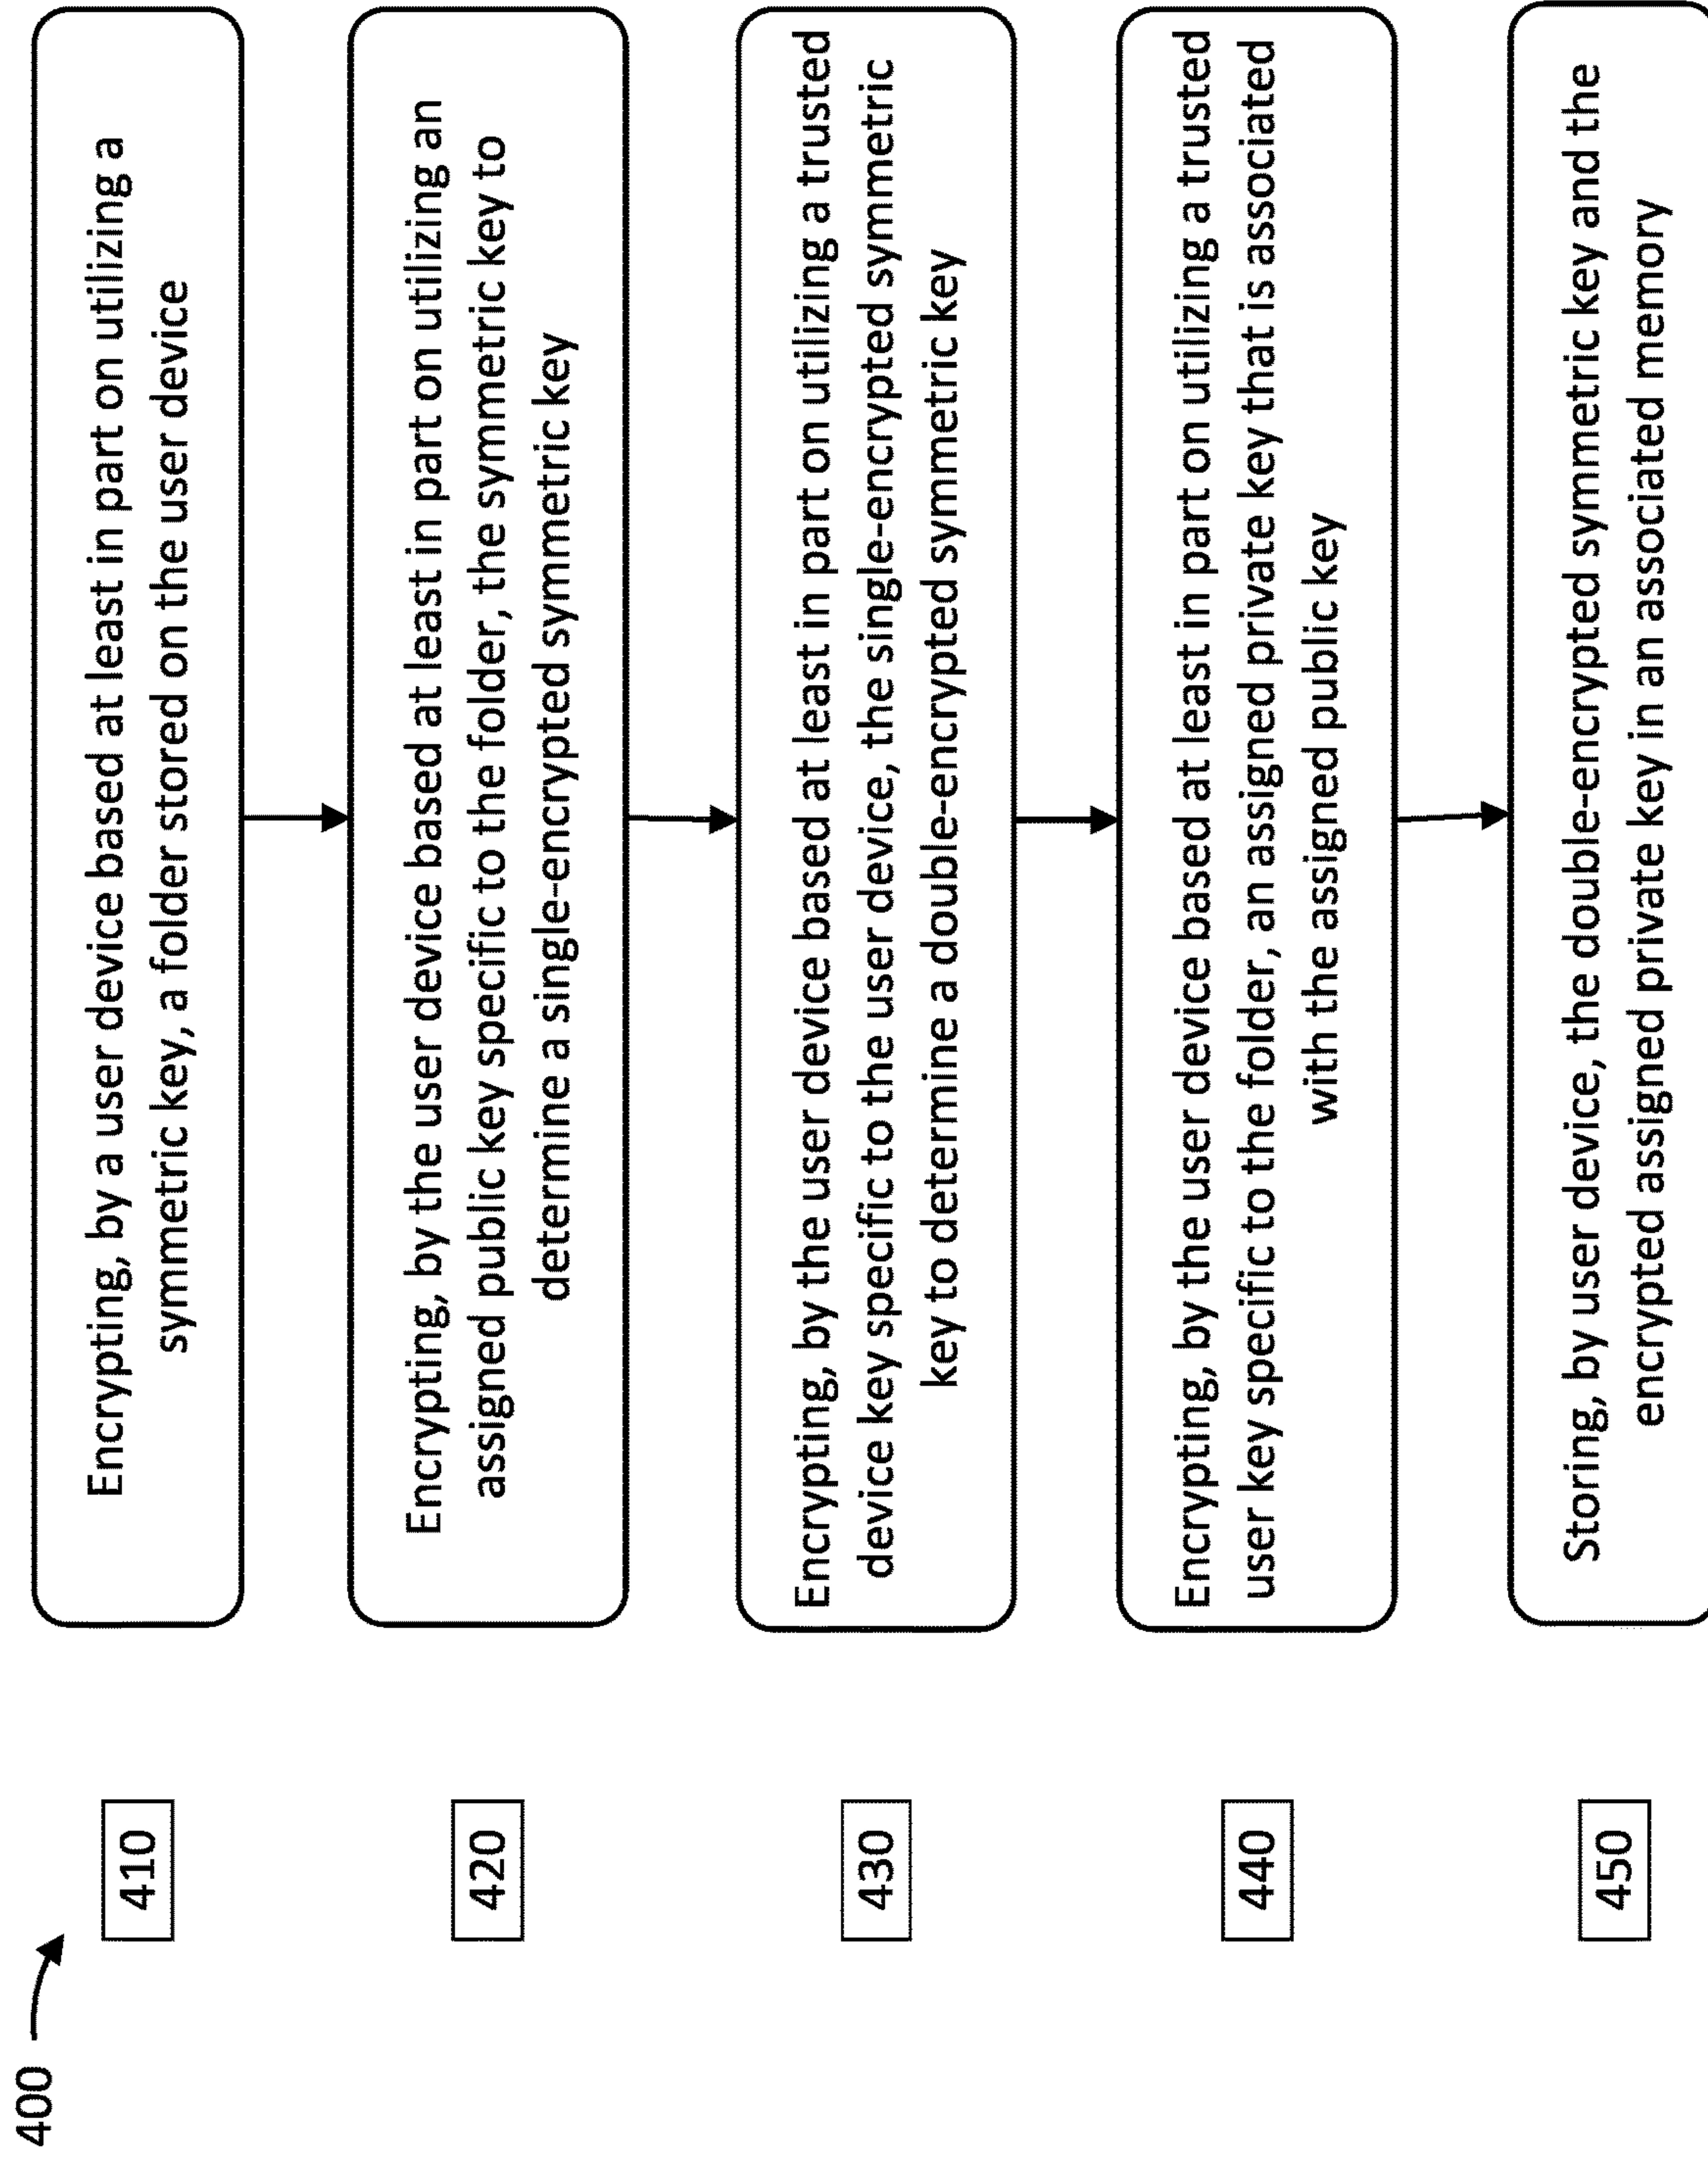 400
410
Encrypting, by a user device based at least in part on utilizing a
symmetric key, a folder stored on the user device
420
Encrypting, by the user device based at least in part on utilizing an
assigned public key specific to the folder, the symmetric key to
determine a single-encrypted symmetric key
430
Encrypting, by the user device based at least in part on utilizing a trusted
device key specific to the user device, the single-encrypted symmetric
key to determine a double-encrypted symmetric key
440
Encrypting, by the user device based at least in part on utilizing a trusted
user key specific to the folder, an assigned private key that is associated
with the assigned public key
450
Storing, by user device, the double-encrypted symmetric key and the
encrypted assigned private key in an associated memory